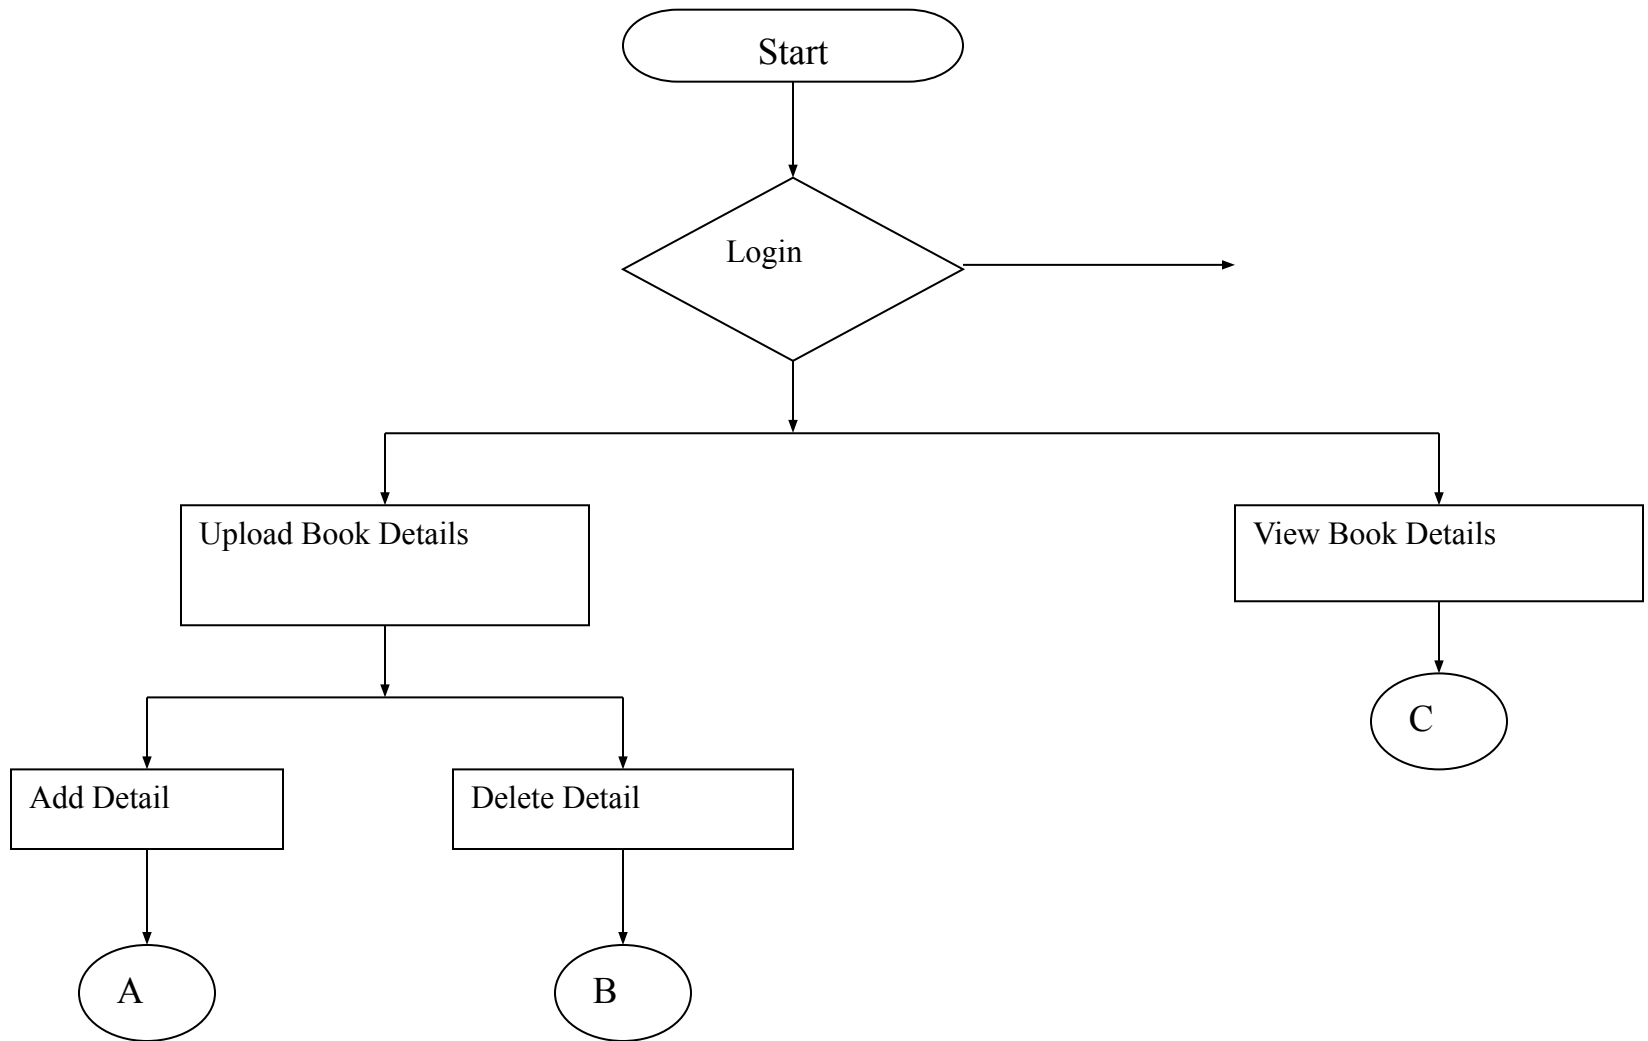 Start
Login
Upload Book Details
View Book Details
C
Add Detail
Delete Detail
A
B